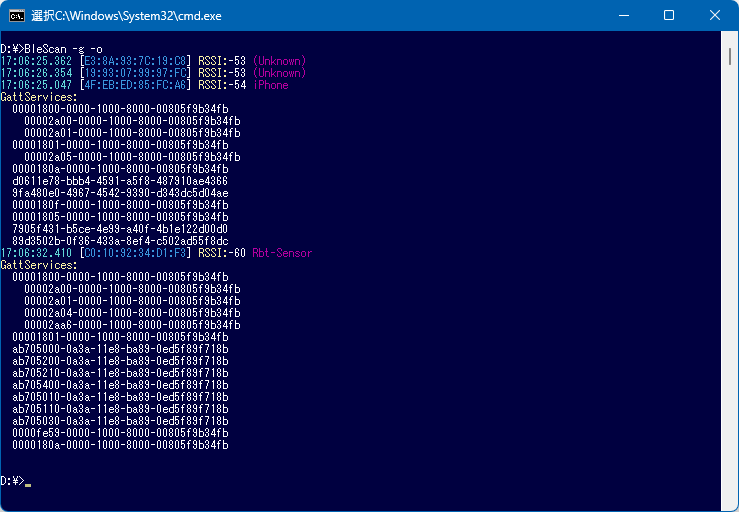 選択C:\Windows\System32\cmd.exe
D:¥>BleScan -g -o
17:06:25.362 [E3:8A:93:7C:19:C8] RSSI:-53 (Unknown)
17:06:26.354 [19:93:07:99:97:FC] RSSI:-53 (Unknown)
17:06:25.047 [4F:EB:ED:85:FC:A6] RSSI:-54 iPhone
GattServices:
  00001800-0000-1000-8000-00805f9b34fb
    00002a00-0000-1000-8000-00805f9b34fb
    00002a01-0000-1000-8000-00805f9b34fb
  00001801-0000-1000-8000-00805f9b34fb
    00002a05-0000-1000-8000-00805f9b34fb
  0000180a-0000-1000-8000-00805f9b34fb
  d0611e78-bbb4-4591-a5f8-487910ae4366
  9fa480e0-4967-4542-9390-d343dc5d04ae
  0000180f-0000-1000-8000-00805f9b34fb
  00001805-0000-1000-8000-00805f9b34fb
  7905f431-b5ce-4e99-a40f-4b1e122d00d0
  89d3502b-0f36-433a-8ef4-c502ad55f8dc
17:06:32.410 [C0:10:92:34:D1:F3] RSSI:-60 Rbt-Sensor
GattServices:
  00001800-0000-1000-8000-00805f9b34fb
    00002a00-0000-1000-8000-00805f9b34fb
    00002a01-0000-1000-8000-00805f9b34fb
    00002a04-0000-1000-8000-00805f9b34fb
    00002aa6-0000-1000-8000-00805f9b34fb
  00001801-0000-1000-8000-00805f9b34fb
  ab705000-0a3a-11e8-ba89-0ed5f89f718b
  ab705200-0a3a-11e8-ba89-0ed5f89f718b
  ab705210-0a3a-11e8-ba89-0ed5f89f718b
  ab705400-0a3a-11e8-ba89-0ed5f89f718b
  ab705010-0a3a-11e8-ba89-0ed5f89f718b
  ab705110-0a3a-11e8-ba89-0ed5f89f718b
  ab705030-0a3a-11e8-ba89-0ed5f89f718b
  0000fe59-0000-1000-8000-00805f9b34fb
  0000180a-0000-1000-8000-00805f9b34fb
D:¥>